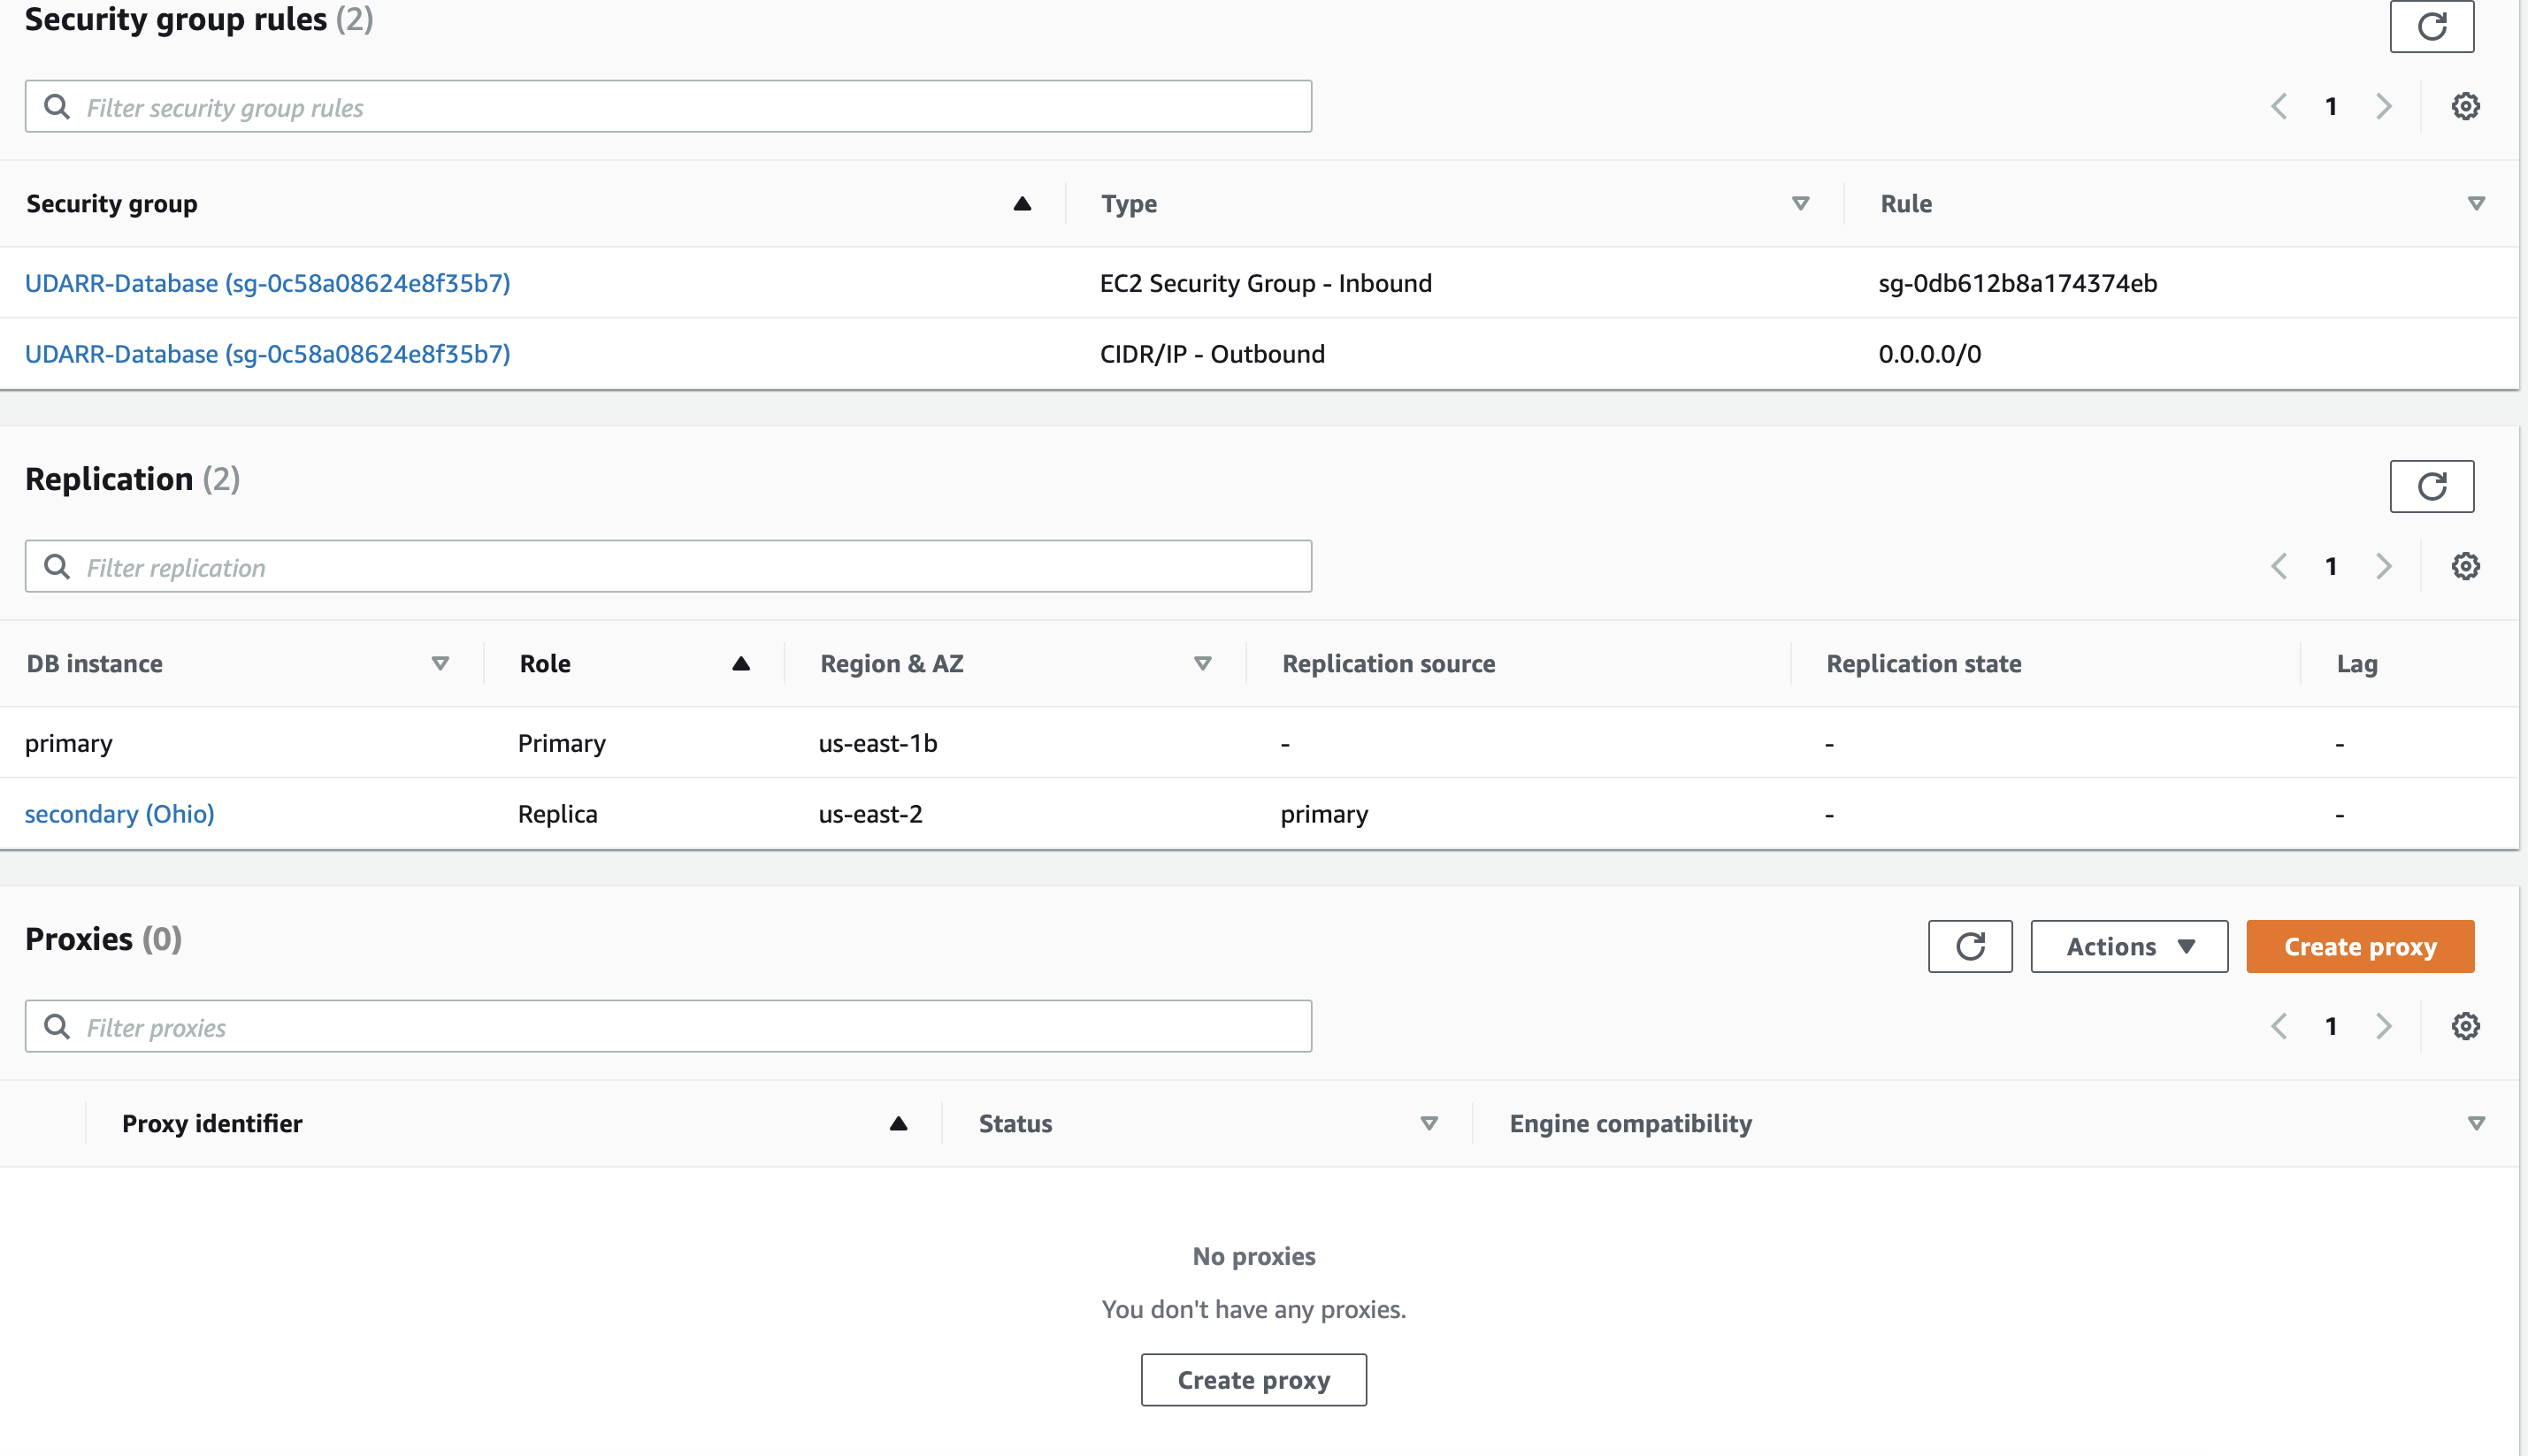 Security group rules (2)
Filter security group rules
1
Security group Type Rule
UDARR-Database (sg-0c58a08624e8f35b7) EC2 Security Group - Inbound sg-0db612b8a174374eb
UDARR-Database (sg-0c58a08624e8f35b7) CIDR/IP - Outbound 0.0.0.0/0
Replication (2)
Filter replication
1
DB instance Role Region & AZ Replication source Replication state Lag
primary Primary us-east-1b - - -
secondary (Ohio) Replica us-east-2 primary - -
Proxies (0)
Actions Create proxy
Filter proxies
1
Proxy identifier Status Engine compatibility
No proxies
You don't have any proxies.
Create proxy